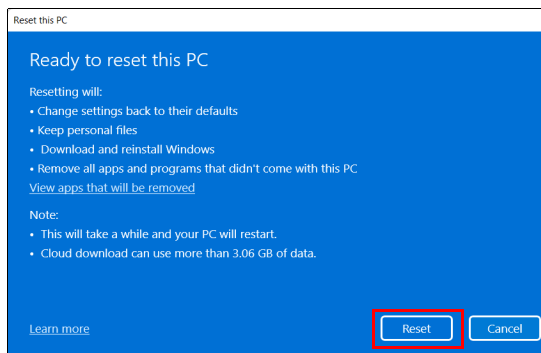 Reset this PC
Ready to reset this PC
Resetting will:
• Change settings back to their defaults
• Keep personal files
• Download and reinstall Windows
• Remove all apps and programs that didn't come with this PC
View apps that will be removed
Note:
• This will take a while and your PC will restart.
• Cloud download can use more than 3.06 GB of data.
Learn more
Reset
Cancel